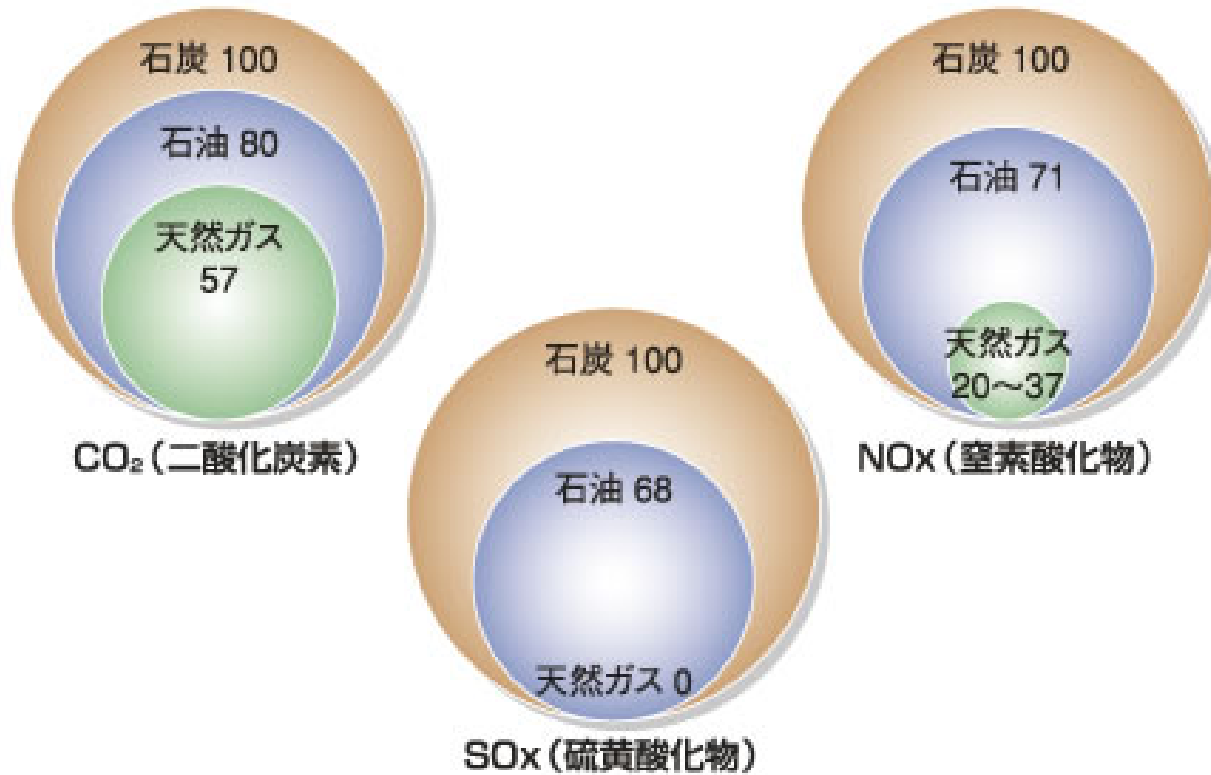 石炭 100
石油 80
天然ガス
57
CO₂(二酸化炭素)
石炭 100
石油 71
天然ガス
20〜37
NOx(窒素酸化物)
石炭 100
石油 68
天然ガス 0
SOx(硫黄酸化物)